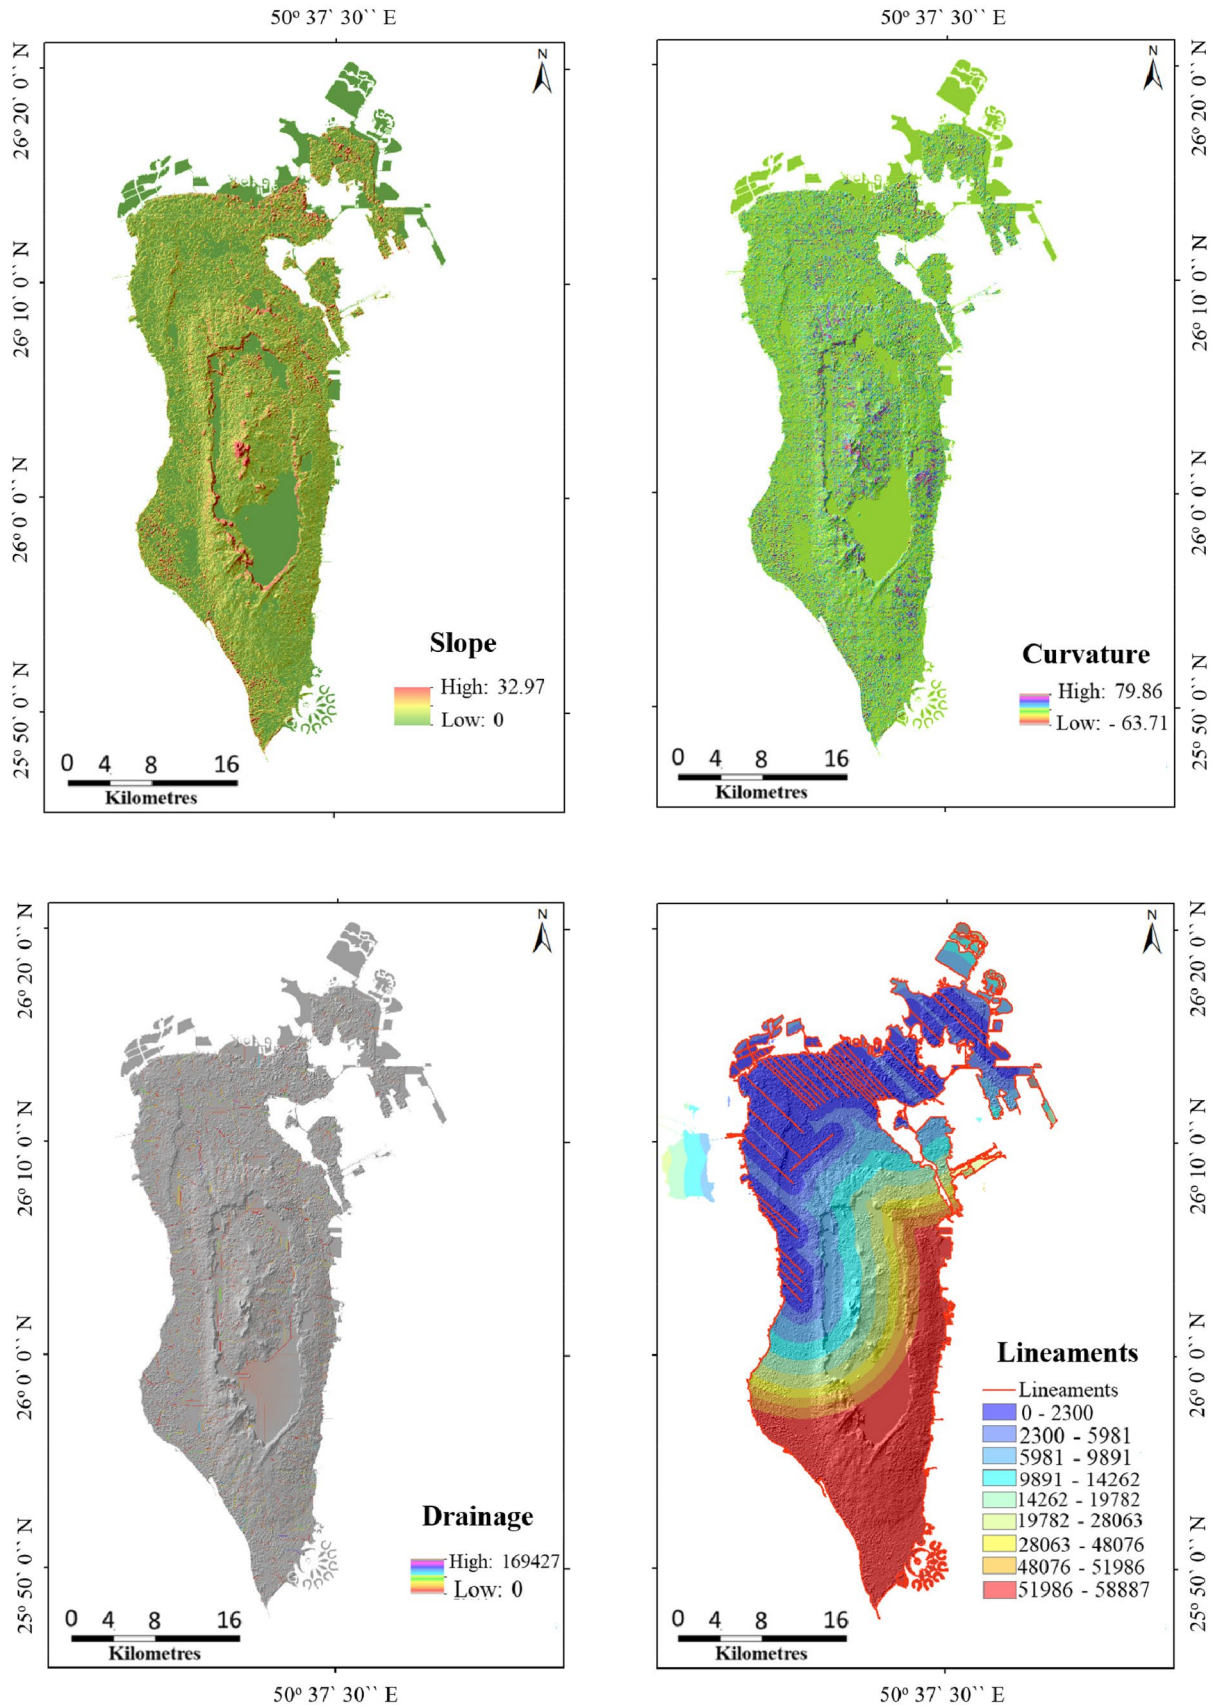 50º 37` 30`` E
N
N
26º 20` 0`` N
26º 10` 0`` N
26º 0` 0`` N
25º 50` 0`` N
Slope
High: 32.97
Low: 0
0 4 8 16
Kilometres
Curvature
High: 79.86
Low: - 63.71
0 4 8 16
Kilometres
26º 20` 0`` N
26º 10` 0`` N
26º 0` 0`` N
25º 50` 0`` N
N
N
26º 20` 0`` N
26º 10` 0`` N
26º 0` 0`` N
25º 50` 0`` N
Drainage
High: 169427
Low: 0
0 4 8 16
Kilometres
Lineaments
Lineaments
0 - 2300
2300 - 5981
5981 - 9891
9891 - 14262
14262 - 19782
19782 - 28063
28063 - 48076
48076 - 51986
51986 - 58887
0 4 8 16
Kilometres
26º 20` 0`` N
26º 10` 0`` N
26º 0` 0`` N
25º 50` 0`` N
50º 37` 30`` E
50º 37` 30`` E
50º 37` 30`` E